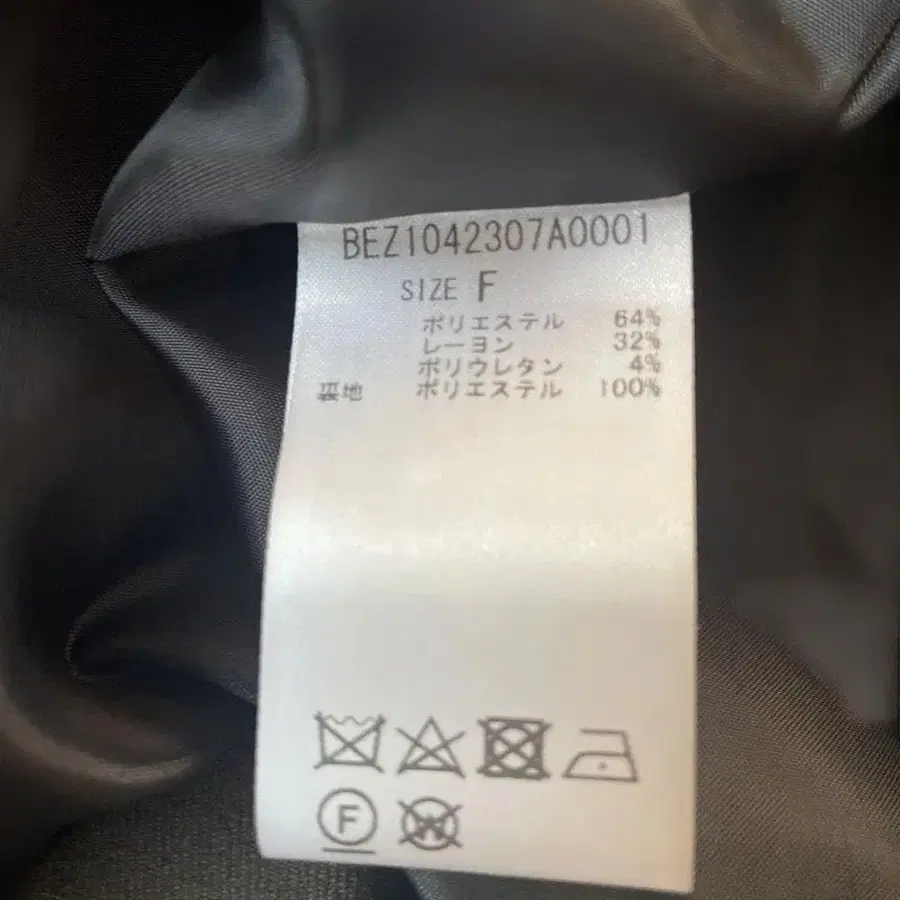 BEZ1042307A0001
SIZE F
ポリエステル 64%
レーヨン 32%
ポリウレタン 4%
裏地 ポリエステル 100%
F
W